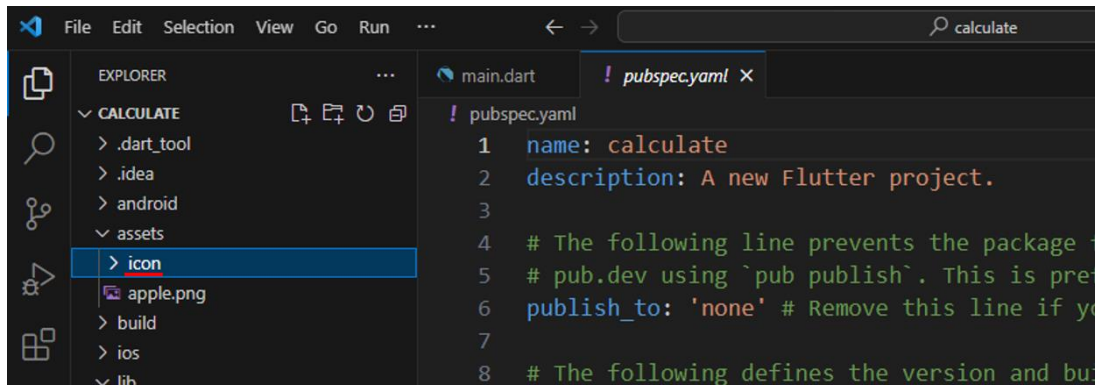 File Edit Selection View Go Run ... calculate
EXPLORER ...
CALCULATE
.dart_tool
.idea
android
assets
icon
apple.png
build
ios
lib
main.dart ! pubspec.yaml
! pubspec.yaml
1 name: calculate
2 description: A new Flutter project.
3
4 # The following line prevents the package
5 # pub.dev using `pub publish`. This is
6 publish_to: 'none' # Remove this line if
7
8 # The following defines the version and